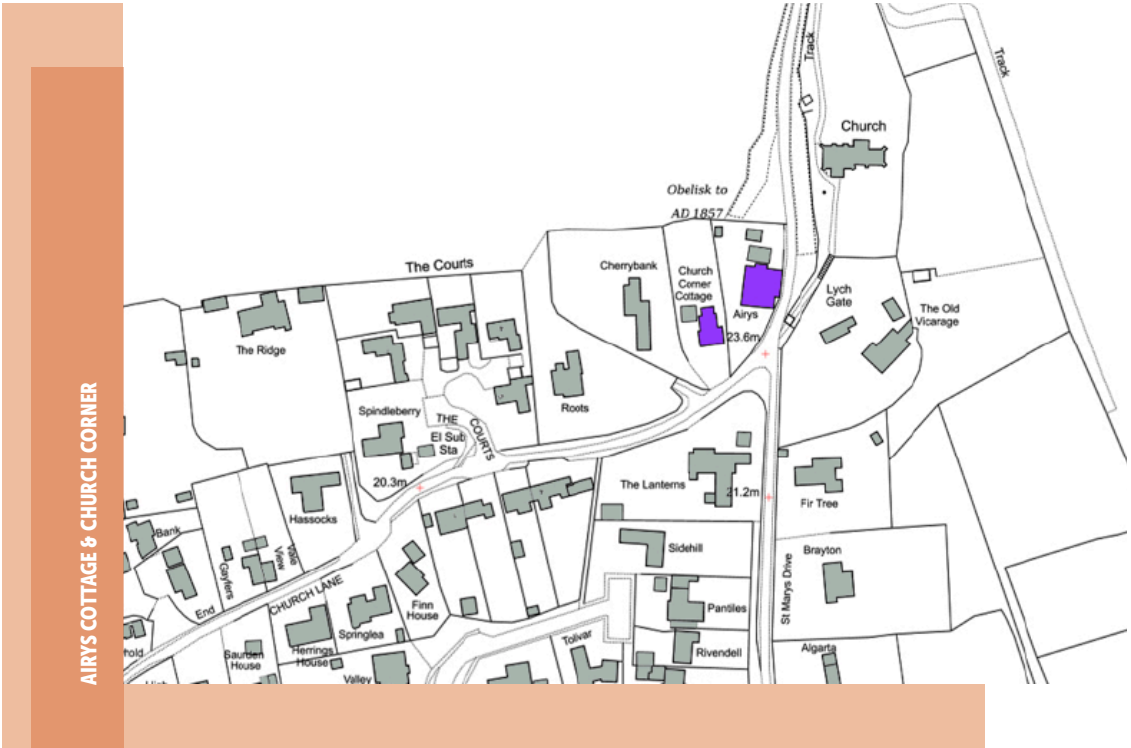 AIRYS COTTAGE & CHURCH CORNER
Track
Track
Church
Obelisk to
AD 1857
The Courts
Cherrybank
Church
Corner
Cottage
Airys
23.6m
Lych
Gate
The Old
Vicarage
The Ridge
Roots
Spindleberry
THE
COURTS
El Sub
Sta
20.3m
The Lanterns
21.2m
Fir Tree
Hassocks
Bank
Gayfers
Vale
View
Sidehill
Brayton
St Marys Drive
End
CHURCH LANE
Finn
House
Springlea
Pantiles
Herrings
House
Saurden
House
Tolvar
Rivendell
Algarta
Valley